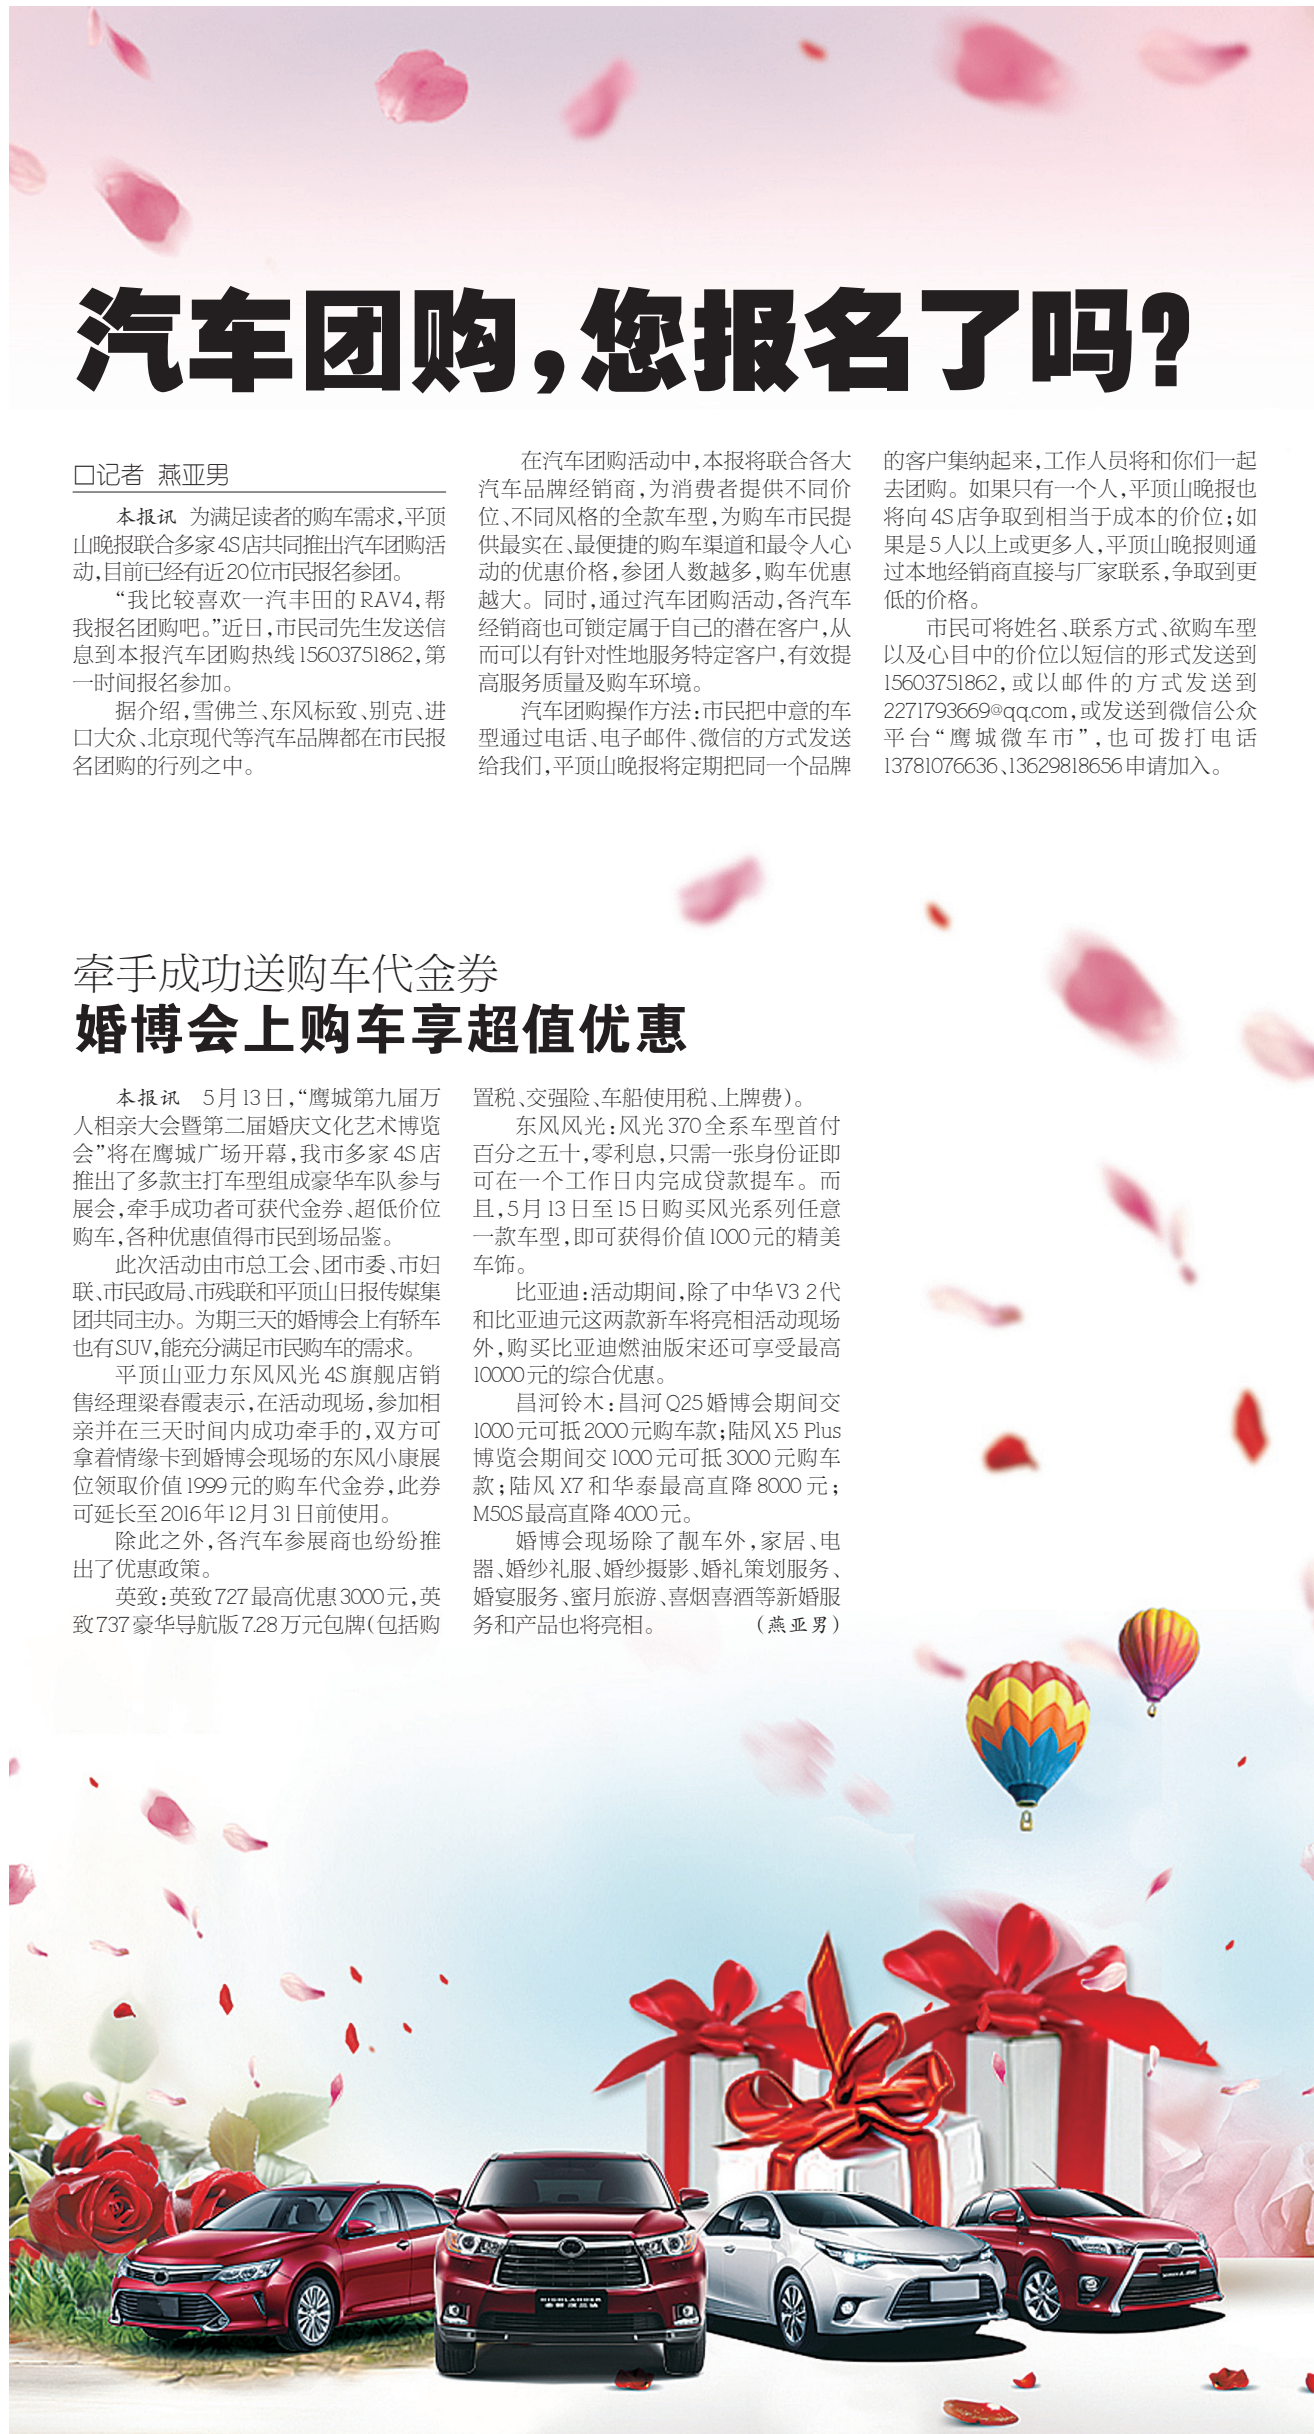 汽车团购，您报名了吗？
□记者 燕亚男
本报讯 为满足读者的购车需求，平顶
山晚报联合多家4S店共同推出汽车团购活
动，目前已经有近20位市民报名参团。
“我比较喜欢一汽丰田的RAV4，帮
我报名团购吧。”近日，市民司先生发送信
息到本报汽车团购热线15603751862，第
一时间报名参加。
据介绍，雪佛兰、东风标致、别克、进
口大众、北京现代等汽车品牌都在市民报
名团购的行列之中。
在汽车团购活动中，本报将联合各大
汽车品牌经销商，为消费者提供不同价
位、不同风格的全款车型，为购车市民提
供最实在、最便捷的购车渠道和最令人心
动的优惠价格，参团人数越多，购车优惠
越大。同时，通过汽车团购活动，各汽车
经销商也可锁定属于自己的潜在客户，从
而可以有针对性地服务特定客户，有效提
高服务质量及购车环境。
汽车团购操作方法：市民把中意的车
型通过电话、电子邮件、微信的方式发送
给我们，平顶山晚报将定期把同一个品牌
的客户集纳起来，工作人员将和你们一起
去团购。如果只有一个人，平顶山晚报也
将向4S店争取到相当于成本的价位；如
果是5人以上或更多人，平顶山晚报则通
过本地经销商直接与厂家联系，争取到更
低的价格。
市民可将姓名、联系方式、欲购车型
以及心目中的价位以短信的形式发送到
15603751862，或以邮件的方式发送到
2271793669@qq.com，或发送到微信公众
平台“鹰城微车市”，也可拨打电话
13781076636、13629818656申请加入。
牵手成功送购车代金券
婚博会上购车享超值优惠
本报讯 5月13日，“鹰城第九届万
人相亲大会暨第二届婚庆文化艺术博览
会”将在鹰城广场开幕，我市多家4S店
推出了多款主打车型组成豪华车队参与
展会，牵手成功者可获代金券、超低价位
购车，各种优惠值得市民到场品鉴。
此次活动由市总工会、团市委、市妇
联、市民政局、市残联和平顶山日报传媒集
团共同主办。为期三天的婚博会上有轿车
也有SUV，能充分满足市民购车的需求。
平顶山亚力东风风光4S旗舰店销
售经理梁春霞表示，在活动现场，参加相
亲并在三天时间内成功牵手的，双方可
拿着情缘卡到婚博会现场的东风小康展
位领取价值1999元的购车代金券，此券
可延长至2016年12月31日前使用。
除此之外，各汽车参展商也纷纷推
出了优惠政策。
英致：英致727最高优惠3000元，英
致737豪华导航版7.28万元包牌（包括购
置税、交强险、车船使用税、上牌费）。
东风风光：风光370全系车型首付
百分之五十，零利息，只需一张身份证即
可在一个工作日内完成贷款提车。而
且，5月13日至15日购买风光系列任意
一款车型，即可获得价值1000元的精美
车饰。
比亚迪：活动期间，除了中华V3 2代
和比亚迪元这两款新车将亮相活动现场
外，购买比亚迪燃油版宋还可享受最高
10000元的综合优惠。
昌河铃木：昌河Q25婚博会期间交
1000元可抵2000元购车款；陆风X5 Plus
博览会期间交1000元可抵3000元购车
款；陆风X7和华泰最高直降8000元；
M50S最高直降4000元。
婚博会现场除了靓车外，家居、电
器、婚纱礼服、婚纱摄影、婚礼策划服务、
婚宴服务、蜜月旅游、喜烟喜酒等新婚服
务和产品也将亮相。 （燕亚男）
HIGHLANDER